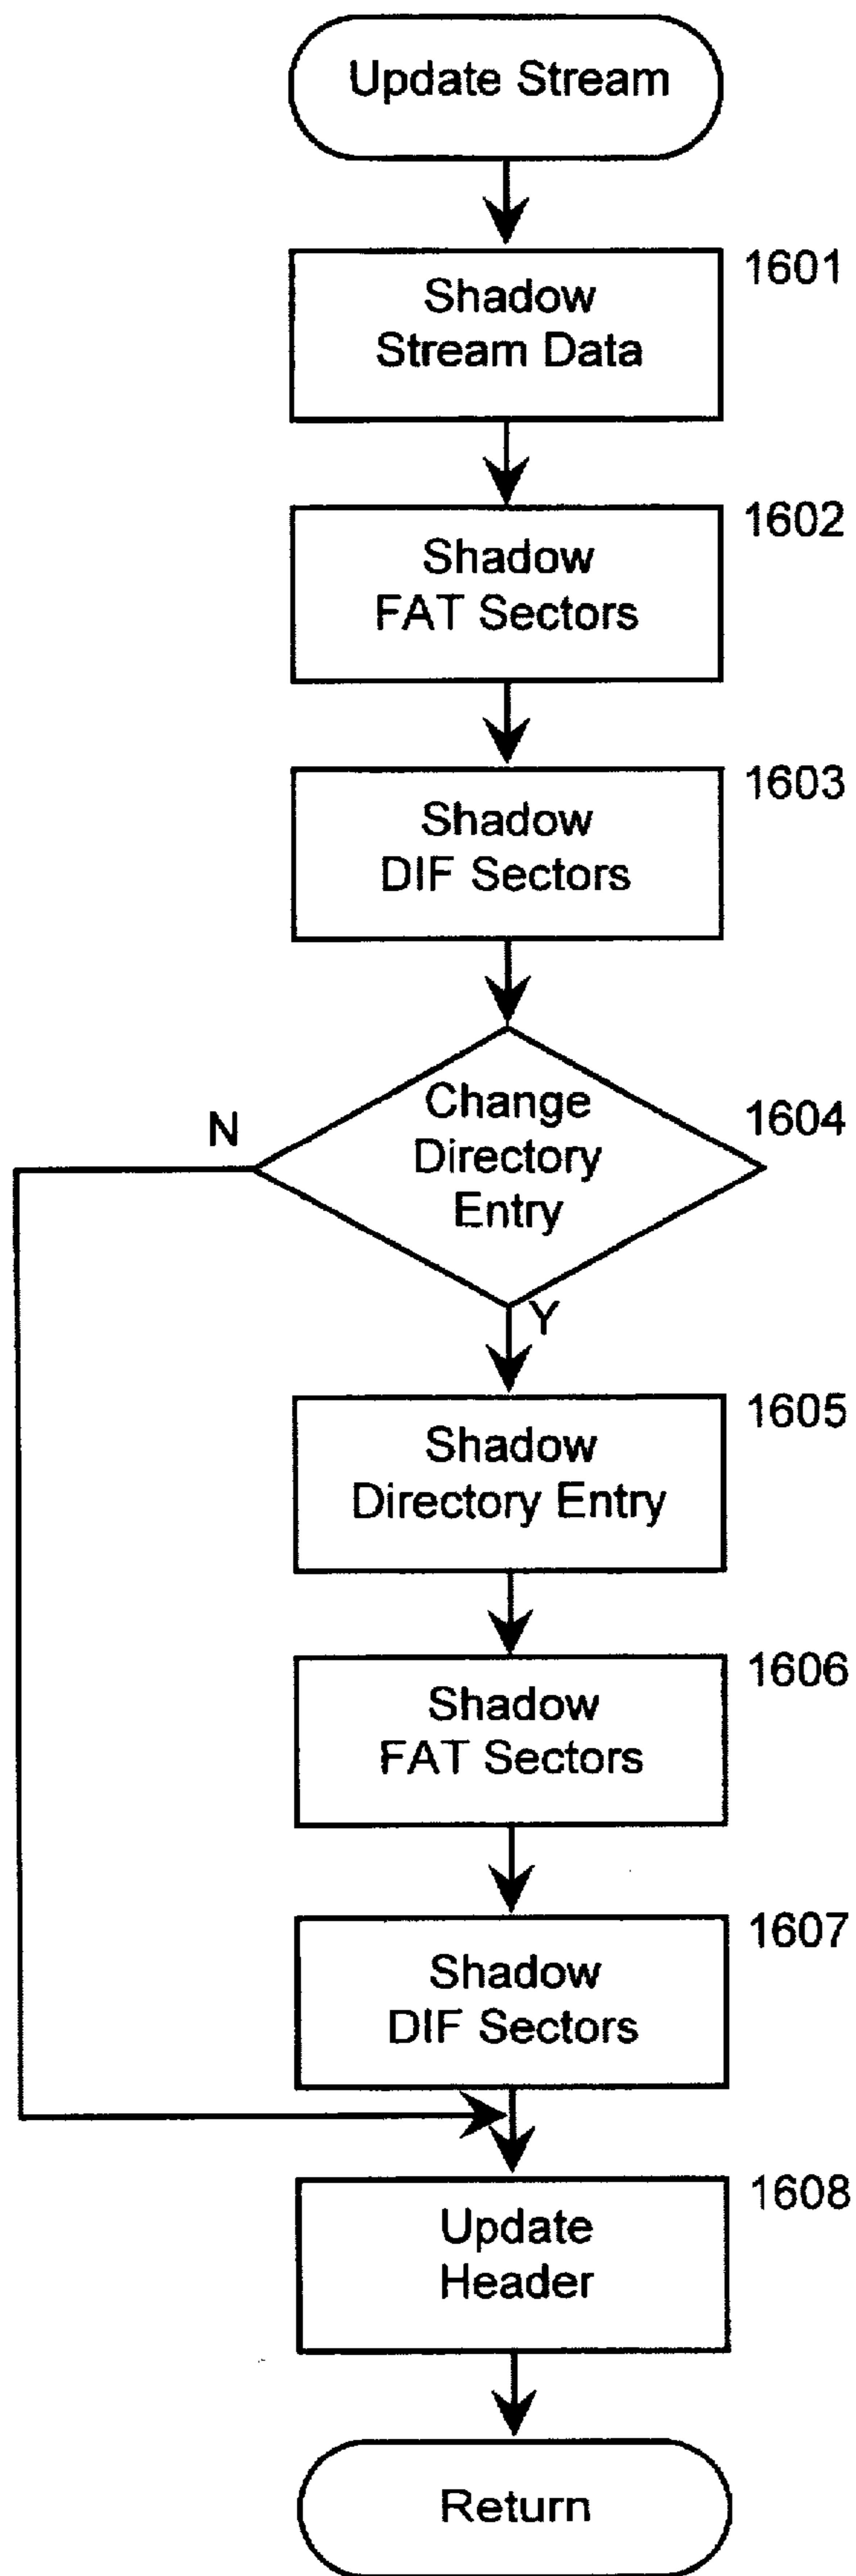 Update Stream
1601
Shadow
Stream Data
1602
Shadow
FAT Sectors
1603
Shadow
DIF Sectors
N
Change
Directory
Entry
1604
Y
1605
Shadow
Directory Entry
1606
Shadow
FAT Sectors
1607
Shadow
DIF Sectors
1608
Update
Header
Return